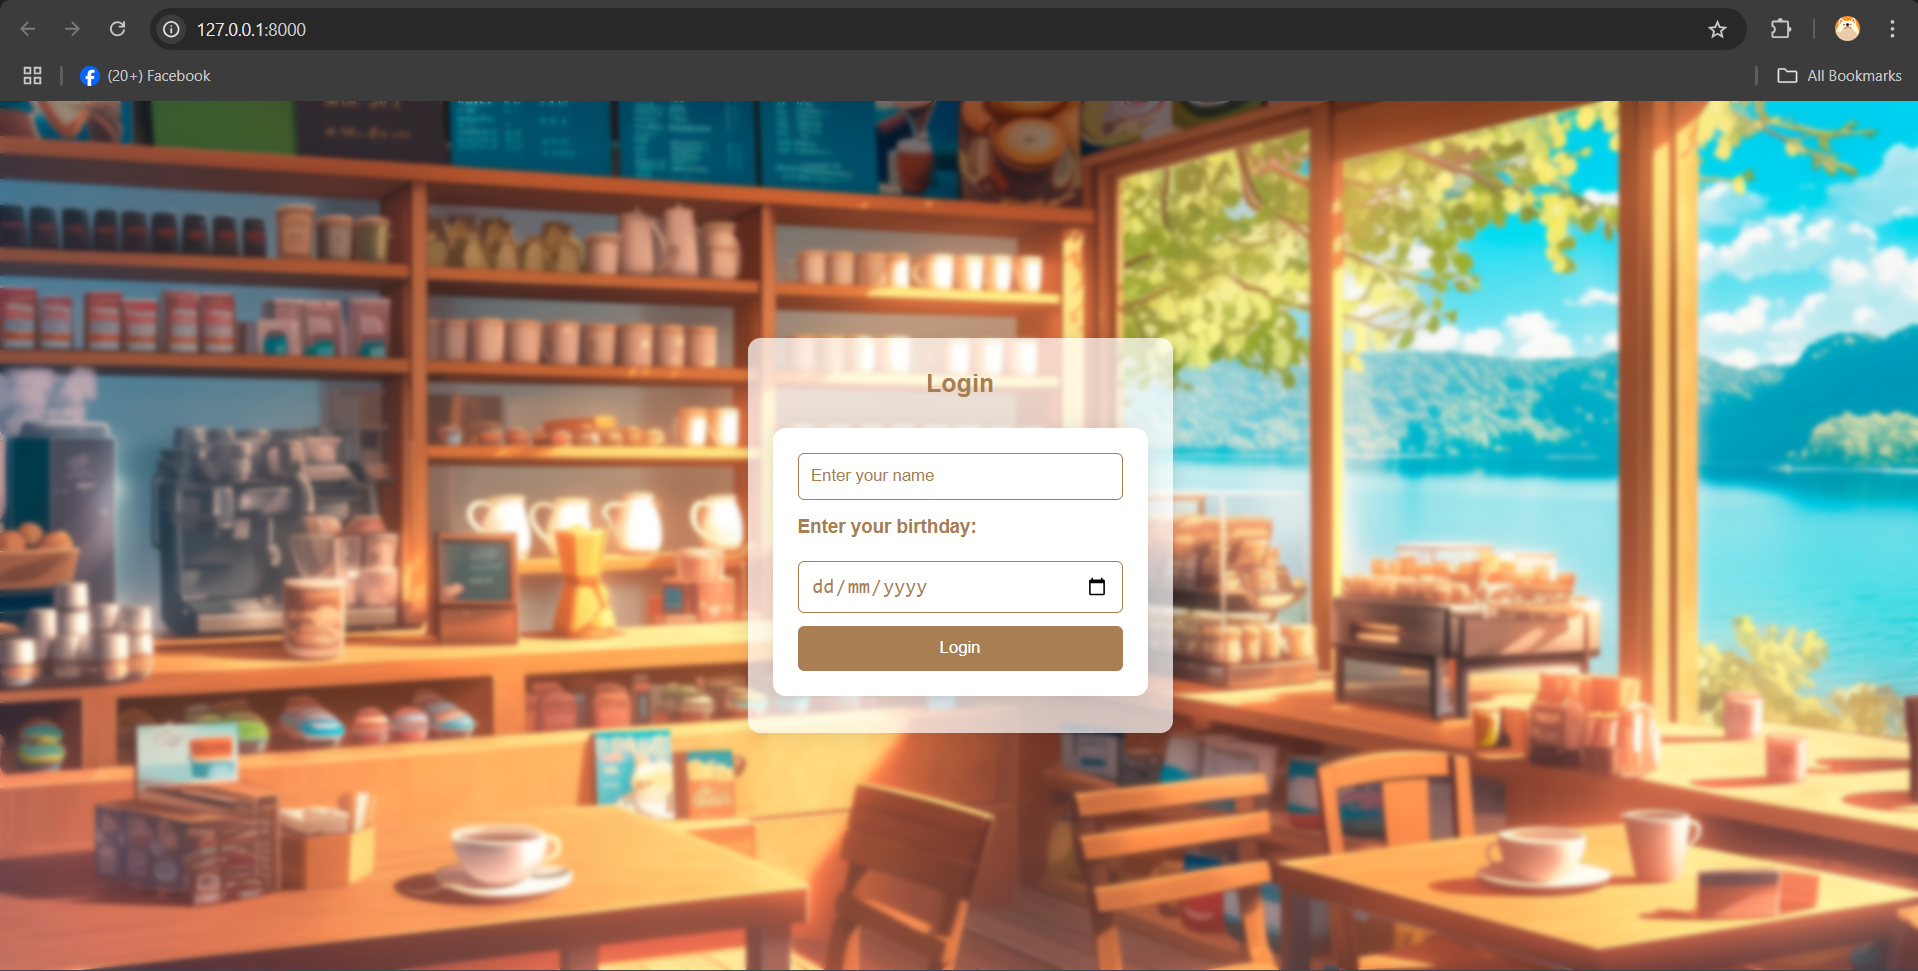 127.0.0.1:8000
(20+) Facebook
All Bookmarks
Login
Enter your name
Enter your birthday:
dd/mm/yyyy
Login